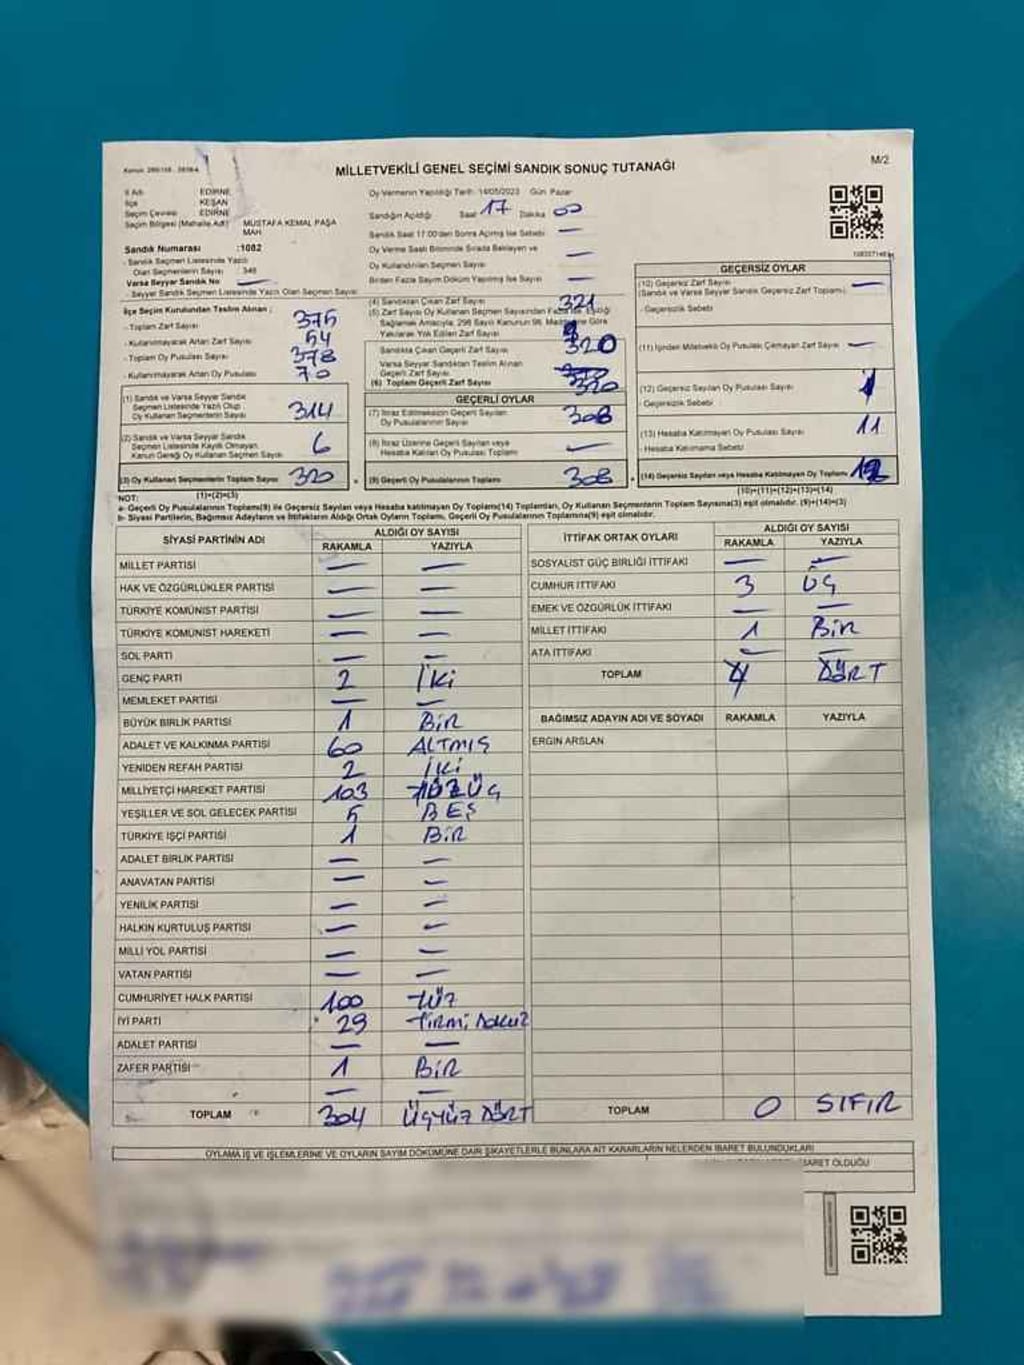 MİLLETVEKİLİ GENEL SEÇİMİ SANDIK SONUÇ TUTANAĞI
M/2
İl Adı EDİRNE
İlçe KEŞAN
Seçim Çevresi EDİRNE
Seçim Bölgesi (Mahalle Adı) MUSTAFA KEMAL PAŞA MAH
Sandık Numarası :1082
- Sandık Seçmen Listesinde Yazılı
Olan Seçmenlerin Sayısı : 346
Varsa Seyyar Sandık No —
- Seyyar Sandık Seçmen Listesinde Yazılı Olan Seçmen Sayısı:
Oy Vermenin Yapıldığı Tarih: 14/05/2023 Gün: Pazar
Sandığın Açıldığı Saat 17 Dakika 00
Sandık Saat 17:00'den Sonra Açılmış İse Sebebi —
Oy Verme Saati Bitiminde Sırada Bekleyen ve
Oy Kullandırılan Seçmen Sayısı —
Birden Fazla Sayım Döküm Yapılmış İse Sayısı —
İlçe Seçim Kurulundan Teslim Alınan ;
- Toplam Zarf Sayısı 375
- Kullanılmayarak Artan Zarf Sayısı 54
- Toplam Oy Pusulası Sayısı 378
- Kullanılmayarak Artan Oy Pusulası 70
(1) Sandık ve Varsa Seyyar Sandık
Seçmen Listesinde Yazılı Olup
Oy Kullanan Seçmenlerin Sayısı 314
(2) Sandık ve Varsa Seyyar Sandık
Seçmen Listesinde Kayıtlı Olmayan
Kanun Gereği Oy Kullanan Seçmen Sayısı 6
(3) Oy Kullanan Seçmenlerin Toplam Sayısı 320
(1)+(2)=(3)
(4) Sandıktan Çıkan Zarf Sayısı 321
(5) Zarf Sayısı Oy Kullanan Seçmen Sayısından Fazla İse, Eşitliği
Sağlamak Amacıyla, 298 Sayılı Kanunun 98. Maddesine Göre
Yakılarak Yok Edilen Zarf Sayısı
Sandıkta Çıkan Geçerli Zarf Sayısı 320
Varsa Seyyar Sandıktan Teslim Alınan
Geçerli Zarf Sayısı
(6) Toplam Geçerli Zarf Sayısı 320
GEÇERLİ OYLAR
(7) İtiraz Edilmeksizin Geçerli Sayılan
Oy Pusulalarının Sayısı 308
(8) İtiraz Üzerine Geçerli Sayılan veya
Hesaba Katılan Oy Pusulası Toplamı —
(9) Geçerli Oy Pusulalarının Toplamı 308
GEÇERSİZ OYLAR
(10) Geçersiz Zarf Sayısı —
(Sandık ve Varsa Seyyar Sandık Geçersiz Zarf Toplamı)
- Geçersizlik Sebebi
(11) İçinden Milletvekili Oy Pusulası Çıkmayan Zarf Sayısı —
(12) Geçersiz Sayılan Oy Pusulası Sayısı 1
- Geçersizlik Sebebi
(13) Hesaba Katılmayan Oy Pusulası Sayısı 11
- Hesaba Katılmama Sebebi
(14) Geçersiz Sayılan veya Hesaba Katılmayan Oy Toplamı
(10)+(11)+(12)+(13)=(14)
NOT:
a- Geçerli Oy Pusulalarının Toplamı(9) ile Geçersiz Sayılan veya Hesaba katılmayan Oy Toplamı(14) Toplamları, Oy Kullanan Seçmenlerin Toplam Sayısına(3) eşit olmalıdır. (9)+(14)=(3)
b- Siyasi Partilerin, Bağımsız Adayların ve İttifakların Aldığı Ortak Oyların Toplamı, Geçerli Oy Pusulalarının Toplamına(9) eşit olmalıdır.
SİYASİ PARTİNİN ADI ALDIĞI OY SAYISI
RAKAMLA YAZIYLA
MİLLET PARTİSİ — —
HAK VE ÖZGÜRLÜKLER PARTİSİ — —
TÜRKİYE KOMÜNİST PARTİSİ — —
TÜRKİYE KOMÜNİST HAREKETİ — —
SOL PARTİ — —
GENÇ PARTİ 2 İKİ
MEMLEKET PARTİSİ — —
BÜYÜK BİRLİK PARTİSİ 1 BİR
ADALET VE KALKINMA PARTİSİ 60 ALTMIŞ
YENİDEN REFAH PARTİSİ 2 İKİ
MİLLİYETÇİ HAREKET PARTİSİ 103 YÜZÜÇ
YEŞİLLER VE SOL GELECEK PARTİSİ 5 BEŞ
TÜRKİYE İŞÇİ PARTİSİ 1 BİR
ADALET BİRLİK PARTİSİ — —
ANAVATAN PARTİSİ — —
YENİLİK PARTİSİ — —
HALKIN KURTULUŞ PARTİSİ — —
MİLLİ YOL PARTİSİ — —
VATAN PARTİSİ — —
CUMHURİYET HALK PARTİSİ 100 YÜZ
İYİ PARTİ 29 YİRMİ DOKUZ
ADALET PARTİSİ — —
ZAFER PARTİSİ 1 BİR
— —
TOPLAM 304 ÜÇYÜZ DÖRT
İTTİFAK ORTAK OYLARI ALDIĞI OY SAYISI
RAKAMLA YAZIYLA
SOSYALİST GÜÇ BİRLİĞİ İTTİFAKI — —
CUMHUR İTTİFAKI 3 ÜÇ
EMEK VE ÖZGÜRLÜK İTTİFAKI — —
MİLLET İTTİFAKI 1 BİR
ATA İTTİFAKI — —
TOPLAM 4 DÖRT
BAĞIMSIZ ADAYIN ADI VE SOYADI RAKAMLA YAZIYLA
ERGİN ARSLAN
TOPLAM 0 SIFIR
OYLAMA İŞ VE İŞLEMLERİNE VE OYLARIN SAYIM DÖKÜMÜNE DAİR ŞİKAYETLERLE BUNLARA AİT KARARLARIN NELERDEN İBARET BULUNDUKLARI
BARET OLDUĞU